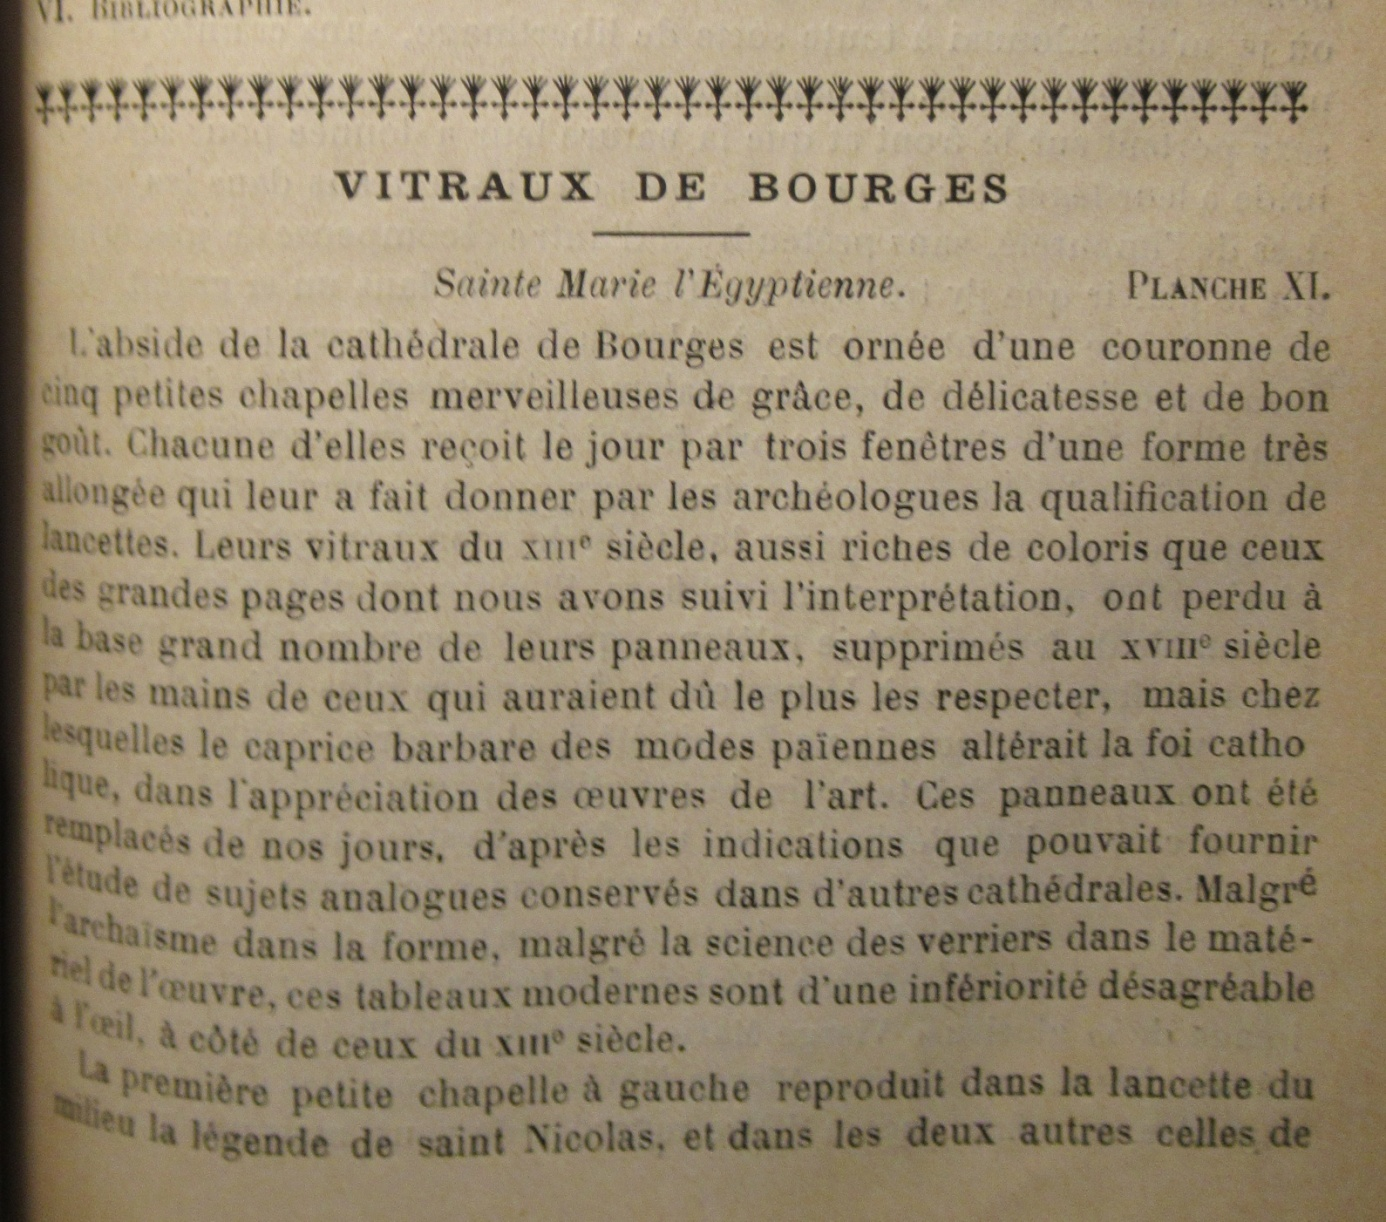 VI. BIBLIOGRAPHIE.
VITRAUX DE BOURGES
Sainte Marie l'Égyptienne. PLANCHE XI.
L'abside de la cathédrale de Bourges est ornée d'une couronne de
cinq petites chapelles merveilleuses de grâce, de délicatesse et de bon
goût. Chacune d'elles reçoit le jour par trois fenêtres d'une forme très
allongée qui leur a fait donner par les archéologues la qualification de
lancettes. Leurs vitraux du XIIIe siècle, aussi riches de coloris que ceux
des grandes pages dont nous avons suivi l'interprétation, ont perdu à
la base grand nombre de leurs panneaux, supprimés au XVIIIe siècle
par les mains de ceux qui auraient dû le plus les respecter, mais chez
lesquelles le caprice barbare des modes païennes altérait la foi catho
lique, dans l'appréciation des œuvres de l'art. Ces panneaux ont été
remplacés de nos jours, d'après les indications que pouvait fournir
l'étude de sujets analogues conservés dans d'autres cathédrales. Malgré
l'archaïsme dans la forme, malgré la science des verriers dans le maté-
riel de l'œuvre, ces tableaux modernes sont d'une infériorité désagréable
à l'œil, à côté de ceux du XIIIe siècle.
La première petite chapelle à gauche reproduit dans la lancette du
milieu la légende de saint Nicolas, et dans les deux autres celles de